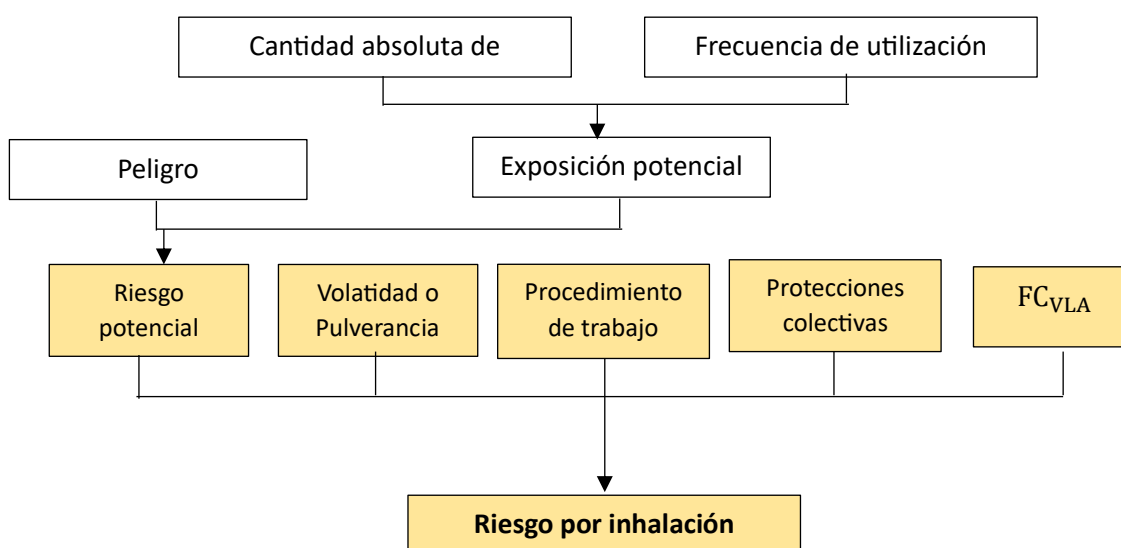 Cantidad absoluta de
Frecuencia de utilización
Peligro
Exposición potencial
Riesgo
potencial
Volatidad o
Pulverancia
Procedimiento
de trabajo
Protecciones
colectivas
FC_VLA
Riesgo por inhalación